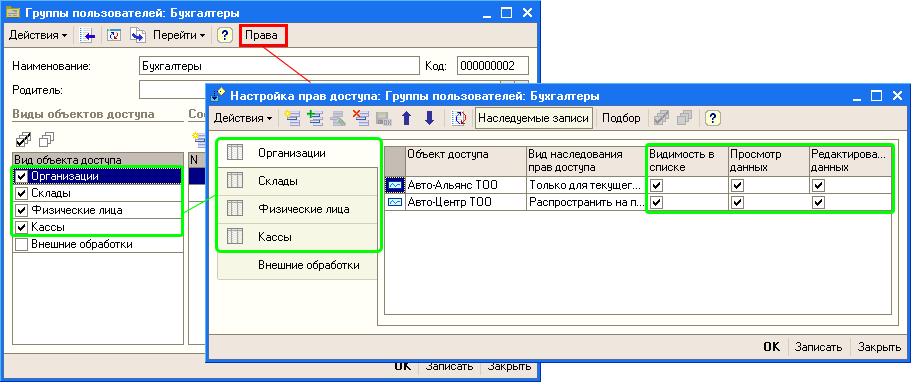 Группы пользователей: Бухгалтеры
Действия Перейти ? Права
Наименование: Бухгалтеры Код: 000000002
Родитель:
Виды объектов доступа
Вид объекта доступа N
Организации
Склады
Физические лица
Кассы
Внешние обработки
OK Записать Закрыть
Настройка прав доступа: Группы пользователей: Бухгалтеры
Действия Наследуемые записи Подбор ?
Организации
Склады
Физические лица
Кассы
Внешние обработки
Объект доступа Вид наследования прав доступа Видимость в списке Просмотр данных Редактирова... данных
Авто-Альянс ТОО Только для текущег...
Авто-Центр ТОО Распространить на п...
OK Записать Закрыть